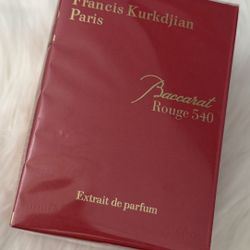 Francis Kurkdjian
Paris
Baccarat
Rouge 540
Extrait de parfum